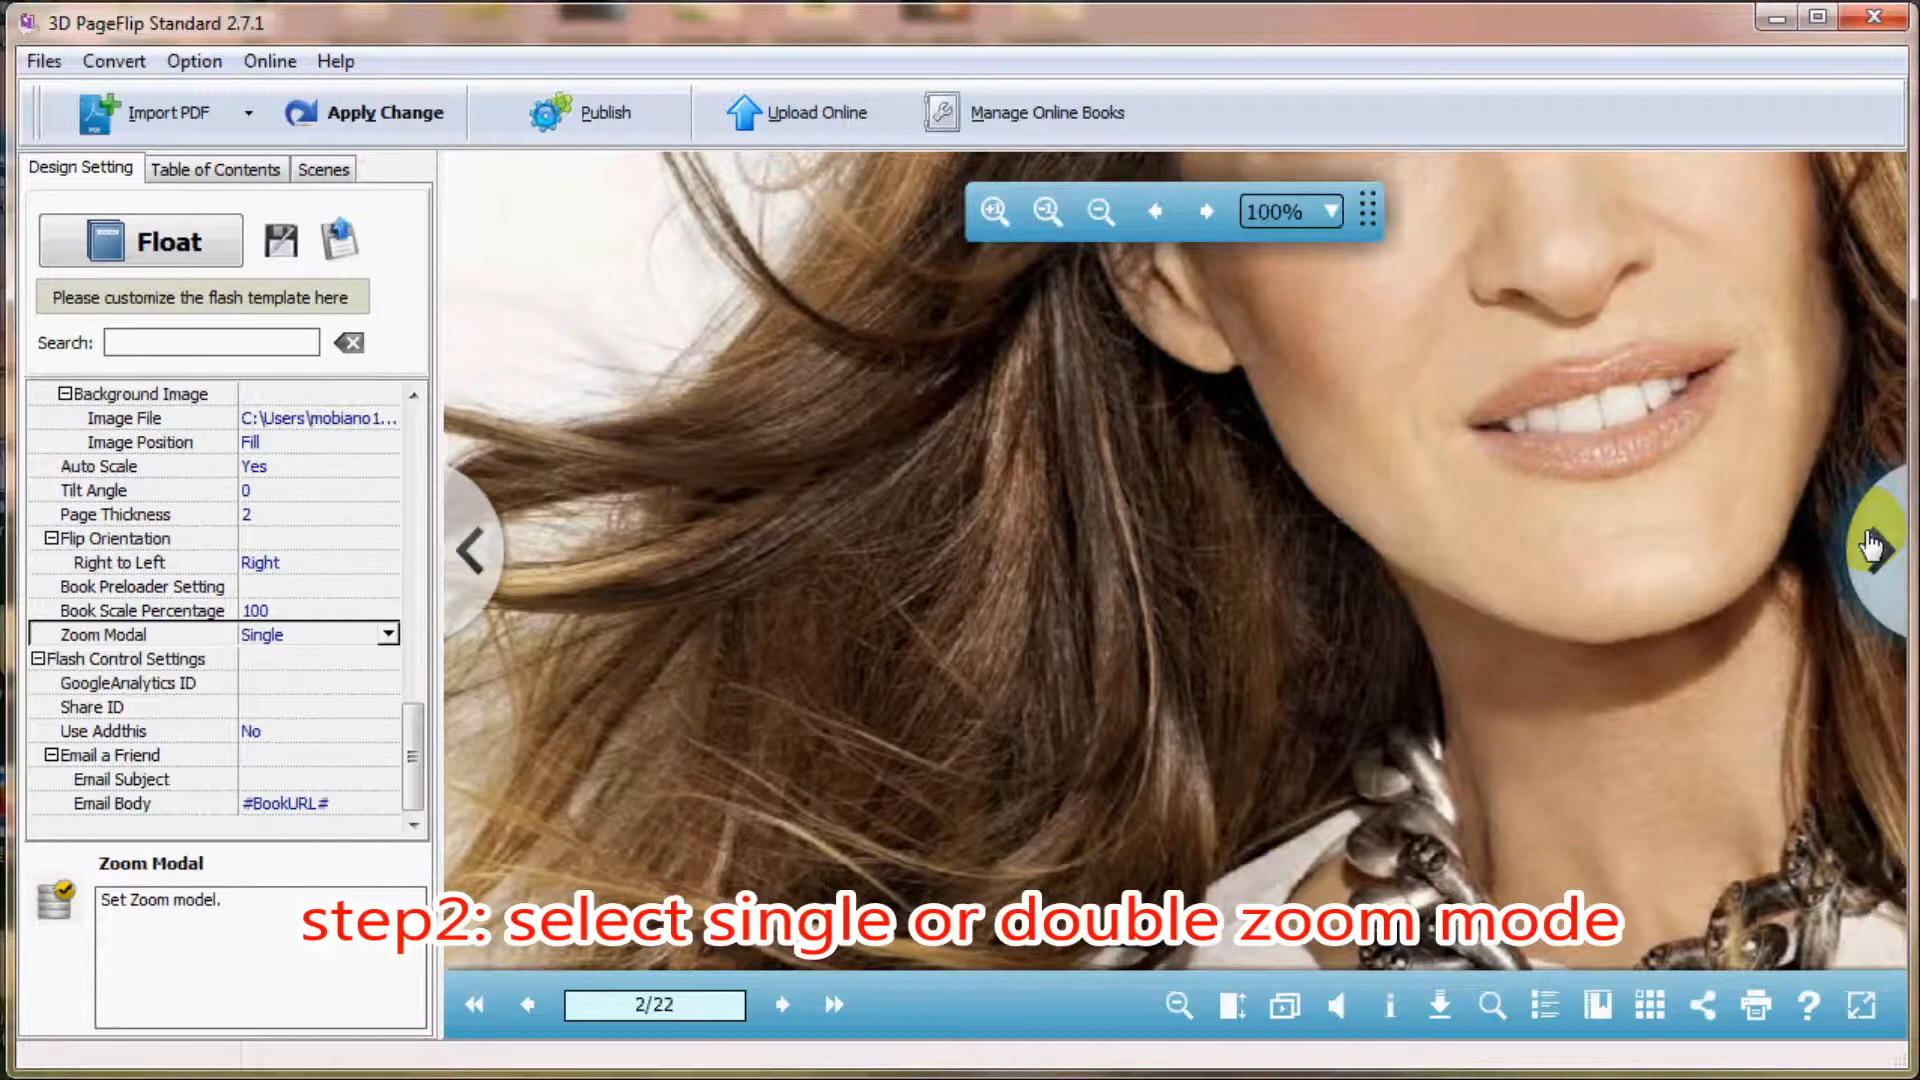 3D PageFlip Standard 2.7.1
Files Convert Option Online Help
Import PDF Apply Change Publish Upload Online Manage Online Books
Design Setting Table of Contents Scenes
Float
Please customize the flash template here
Search:
100%
Background Image
Image File C:\Users\mobiano1...
Image Position Fill
Auto Scale Yes
Tilt Angle 0
Page Thickness 2
Flip Orientation
Right to Left Right
Book Preloader Setting
Book Scale Percentage 100
Zoom Modal Single
Flash Control Settings
GoogleAnalytics ID
Share ID
Use Addthis No
Email a Friend
Email Subject
Email Body #BookURL#
Zoom Modal
Set Zoom model.
step2: select single or double zoom mode
2/22